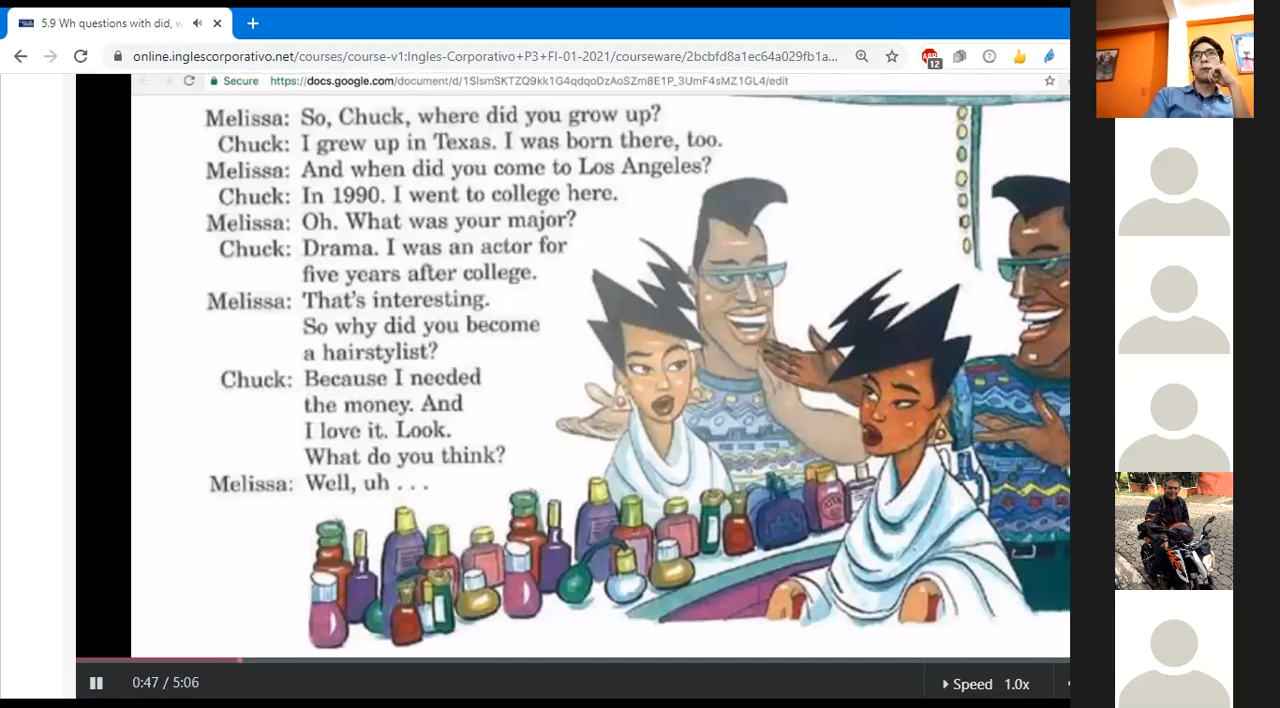 5.9 Wh questions with did, w
online.inglescorporativo.net/courses/course-v1:Ingles-Corporativo+P3+I-01-2021/courseware/2bcbfd8a1ec64a029fb1a...
ABP
12
Secure https://docs.google.com/document/d/1SlsmSKTZQ9kk1G4qdqoDzAoSZm8E1P_3UmF4sMZ1GL4/edit
Melissa: So, Chuck, where did you grow up?
Chuck: I grew up in Texas. I was born there, too.
Melissa: And when did you come to Los Angeles?
Chuck: In 1990. I went to college here.
Melissa: Oh. What was your major?
Chuck: Drama. I was an actor for
five years after college.
Melissa: That's interesting.
So why did you become
a hairstylist?
Chuck: Because I needed
the money. And
I love it. Look.
What do you think?
Melissa: Well, uh . . .
0:47 / 5:06
Speed 1.0x